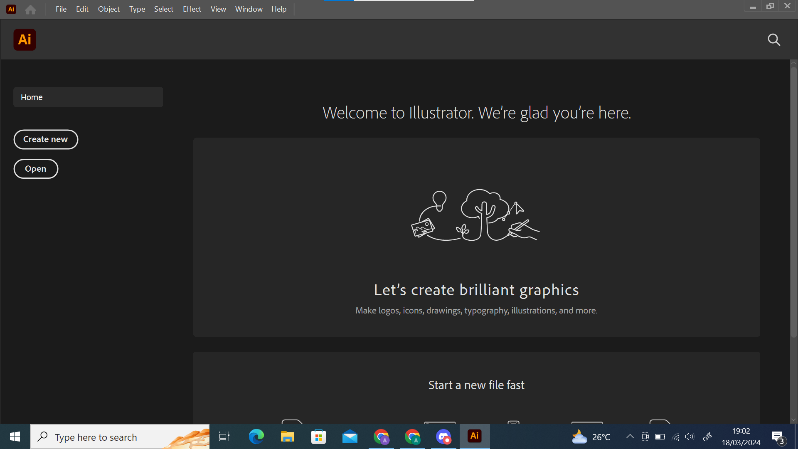 Ai File Edit Object Type Select Effect View Window Help
Ai
Home
Create new
Open
Welcome to Illustrator. We're glad you're here.
Let's create brilliant graphics
Make logos, icons, drawings, typography, illustrations, and more.
Start a new file fast
Type here to search
Ai
26°C
19:02
18/03/2024
3